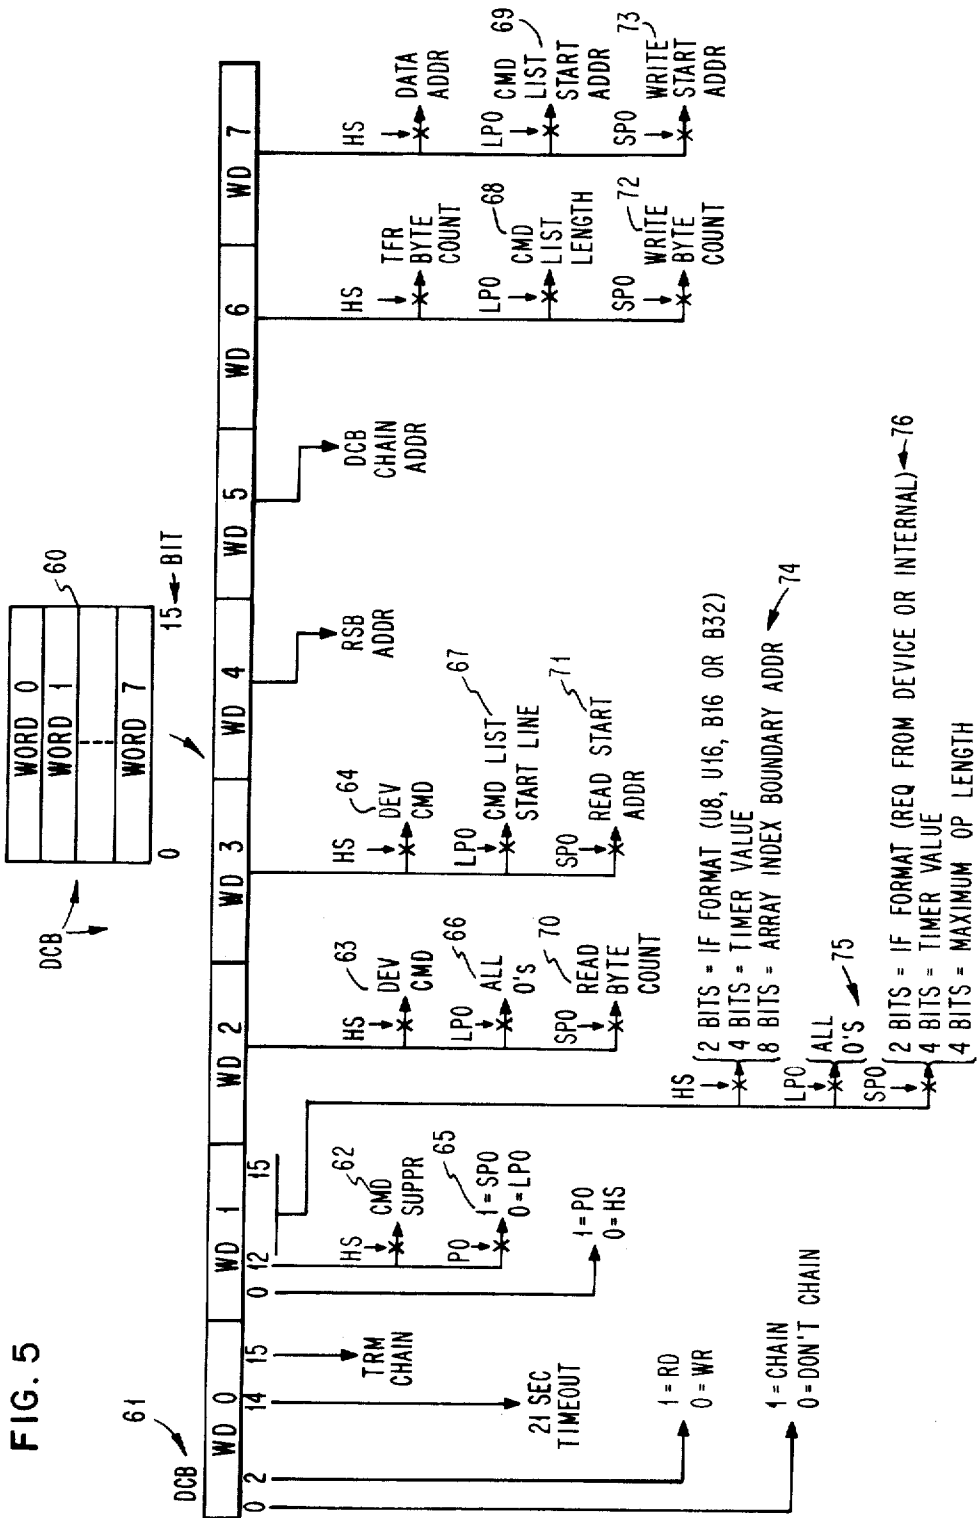 FIG. 5
DCB
WORD 0
WORD 1
WORD 7
60
0
15
BIT
DCB
61
WD 0
WD 1
WD 2
WD 3
WD 4
WD 5
WD 6
WD 7
0
2
14
15
0
12
15
TRM
CHAIN
21 SEC
TIMEOUT
1 = RD
0 = WR
1 = CHAIN
0 = DON'T CHAIN
HS
62
CMD
SUPPR
PO
65
1 = SPO
0 = LPO
1 = PO
0 = HS
HS
2 BITS = IF FORMAT (U8, U16, B16 OR B32)
4 BITS = TIMER VALUE
8 BITS = ARRAY INDEX BOUNDARY ADDR
74
LPO
ALL
0'S
75
SPO
2 BITS = IF FORMAT (REQ FROM DEVICE OR INTERNAL)
4 BITS = TIMER VALUE
4 BITS = MAXIMUM OP LENGTH
76
HS
63
DEV
CMD
LPO
66
ALL
0'S
SPO
70
READ
BYTE
COUNT
HS
64
DEV
CMD
LPO
67
CMD LIST
START LINE
SPO
71
READ START
ADDR
RSB
ADDR
DCB
CHAIN
ADDR
HS
TFR
BYTE
COUNT
LPO
68
CMD
LIST
LENGTH
SPO
72
WRITE
BYTE
COUNT
HS
DATA
ADDR
LPO
69
CMD
LIST
START
ADDR
SPO
73
WRITE
START
ADDR